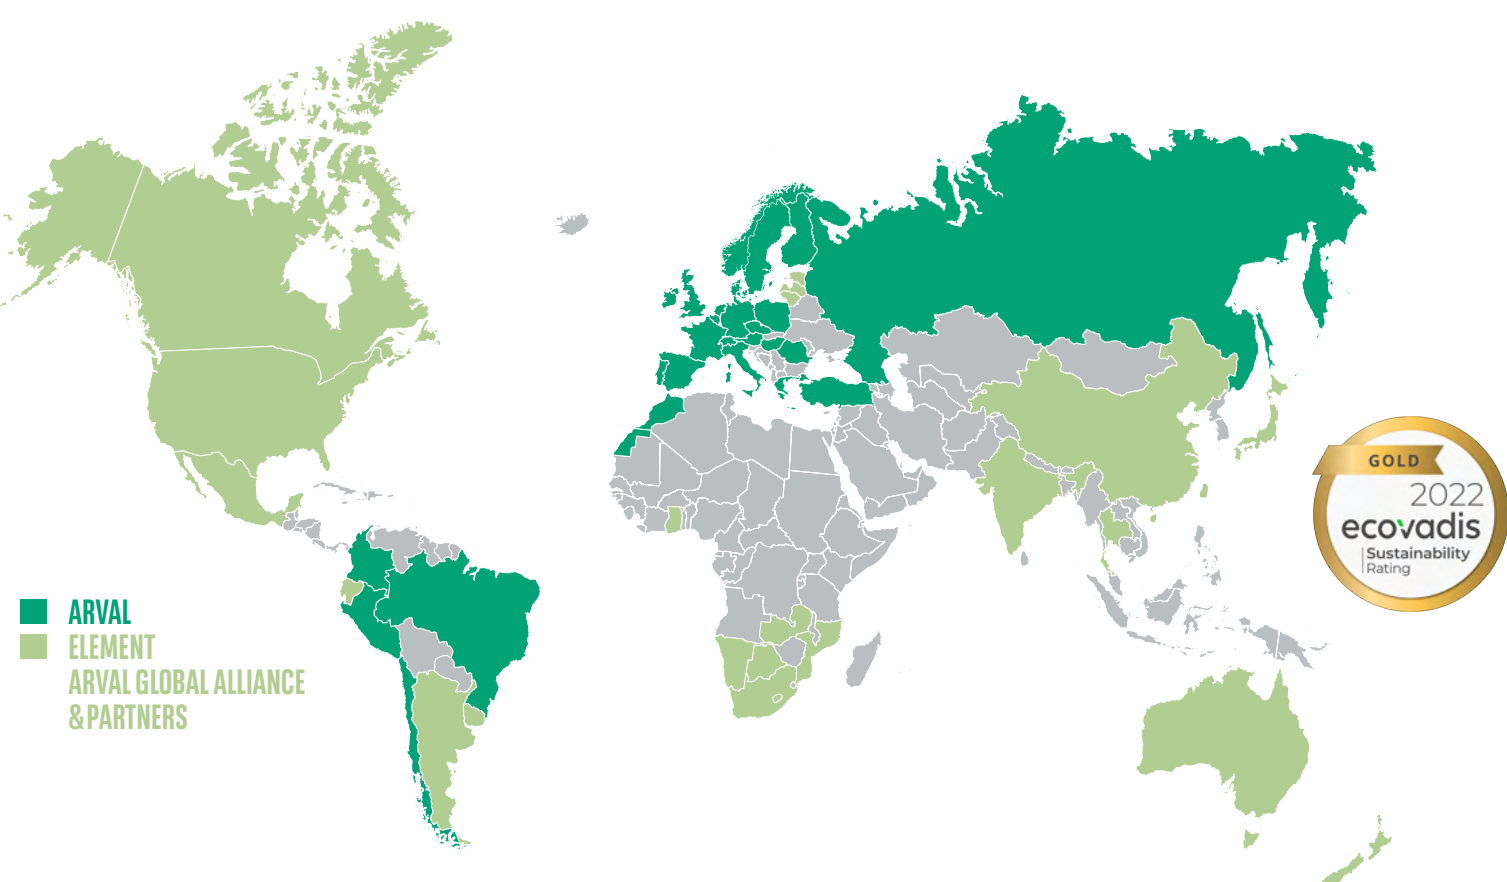 ARVAL
ELEMENT
ARVAL GLOBAL ALLIANCE
& PARTNERS
GOLD
2022
ecovadis
Sustainability
Rating